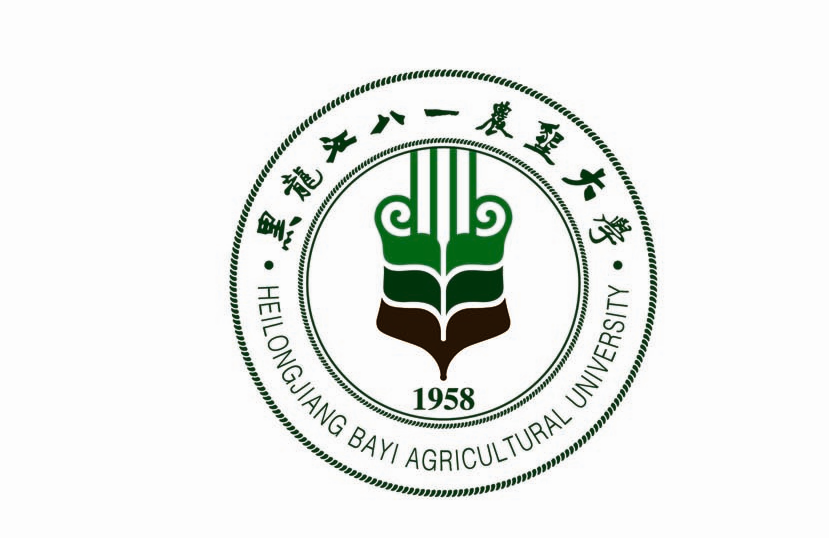 黑龍江八一農墾大學
1958
HEILONGJIANG BAYI AGRICULTURAL UNIVERSITY